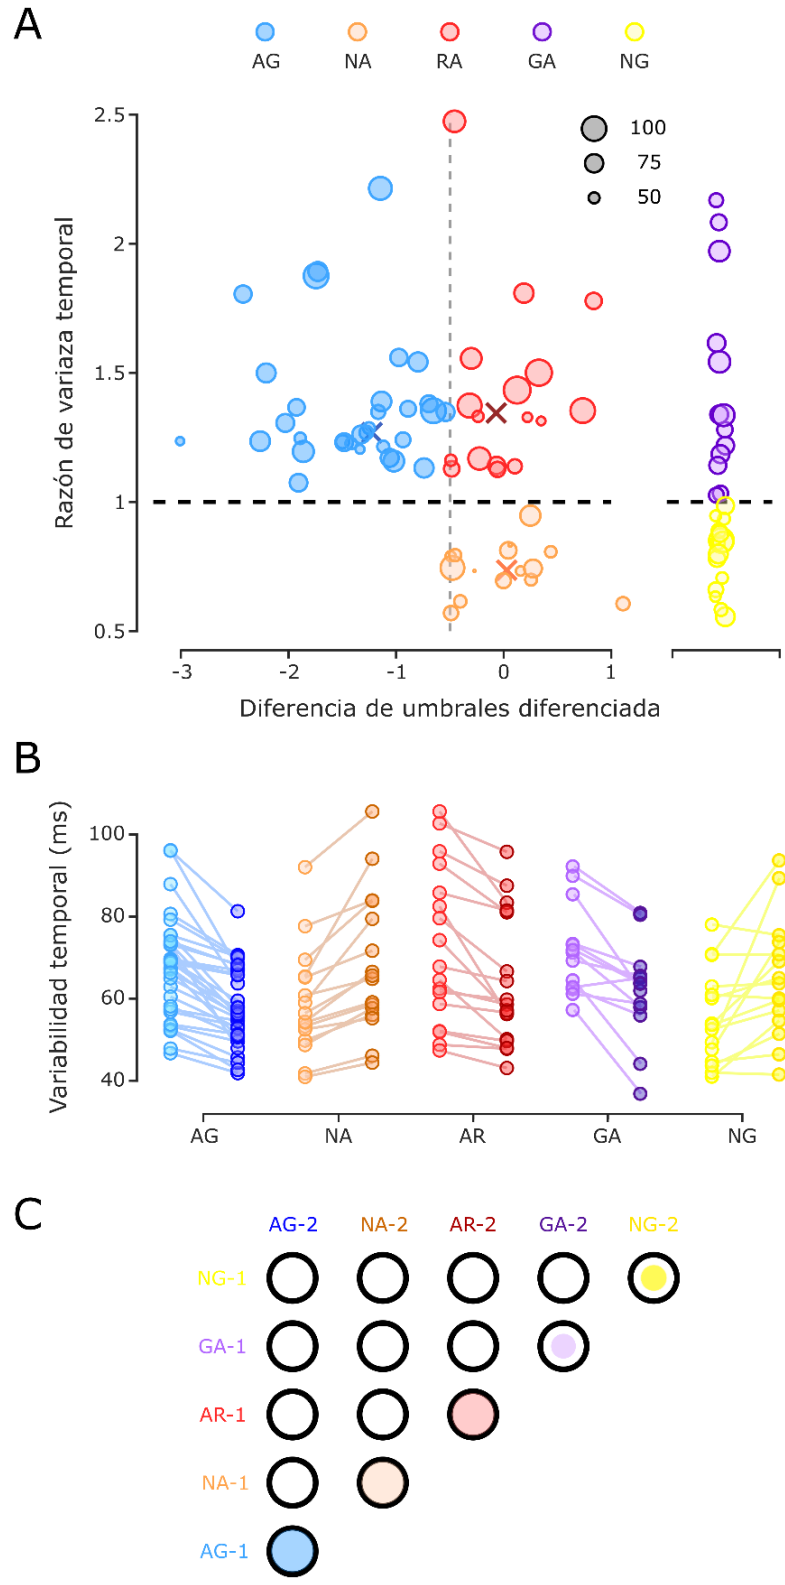 A
AG NA RA GA NG
2.5
100
75
50
2
1.5
1
0.5
Razón de variaza temporal
-3 -2 -1 0 1
Diferencia de umbrales diferenciada
B
Variabilidad temporal (ms)
100
80
60
40
AG NA AR GA NG
C
AG-2 NA-2 AR-2 GA-2 NG-2
NG-1
GA-1
AR-1
NA-1
AG-1